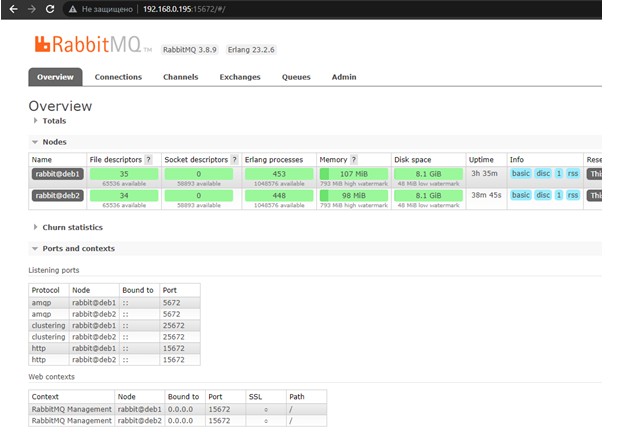 Не защищено | 192.168.0.195:15672/#/
RabbitMQ TM RabbitMQ 3.8.9 Erlang 23.2.6
Overview Connections Channels Exchanges Queues Admin
Overview
Totals
Nodes
Name File descriptors ? Socket descriptors ? Erlang processes Memory ? Disk space Uptime Info Rese
rabbit@deb1 35 0 453 107 MiB 8.1 GiB 3h 35m basic disc 1 rss Thi
65536 available 58893 available 1048576 available 793 MiB high watermark 48 MiB low watermark
rabbit@deb2 34 0 448 98 MiB 8.1 GiB 38m 45s basic disc 1 rss Thi
65536 available 58893 available 1048576 available 793 MiB high watermark 48 MiB low watermark
Churn statistics
Ports and contexts
Listening ports
Protocol Node Bound to Port
amqp rabbit@deb1 :: 5672
amqp rabbit@deb2 :: 5672
clustering rabbit@deb1 :: 25672
clustering rabbit@deb2 :: 25672
http rabbit@deb1 :: 15672
http rabbit@deb2 :: 15672
Web contexts
Context Node Bound to Port SSL Path
RabbitMQ Management rabbit@deb1 0.0.0.0 15672 ○ /
RabbitMQ Management rabbit@deb2 0.0.0.0 15672 ○ /